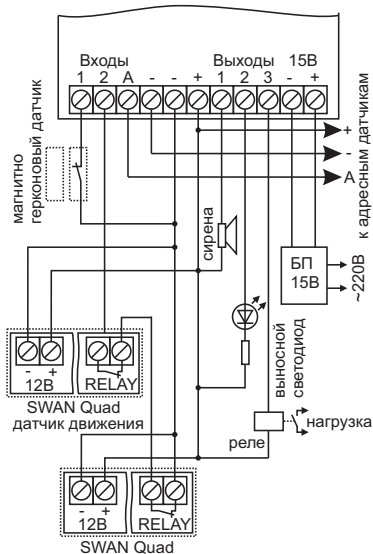 Входы Выходы 15В
1 2 А - - + 1 2 3 - +
магнито
герконовый датчик
+
-
А
к адресным датчикам
сирена
БП
15В
~220В
выносной
светодиод
- +
12В
RELAY
SWAN Quad
датчик движения
реле
нагрузка
- +
12В
RELAY
SWAN Quad